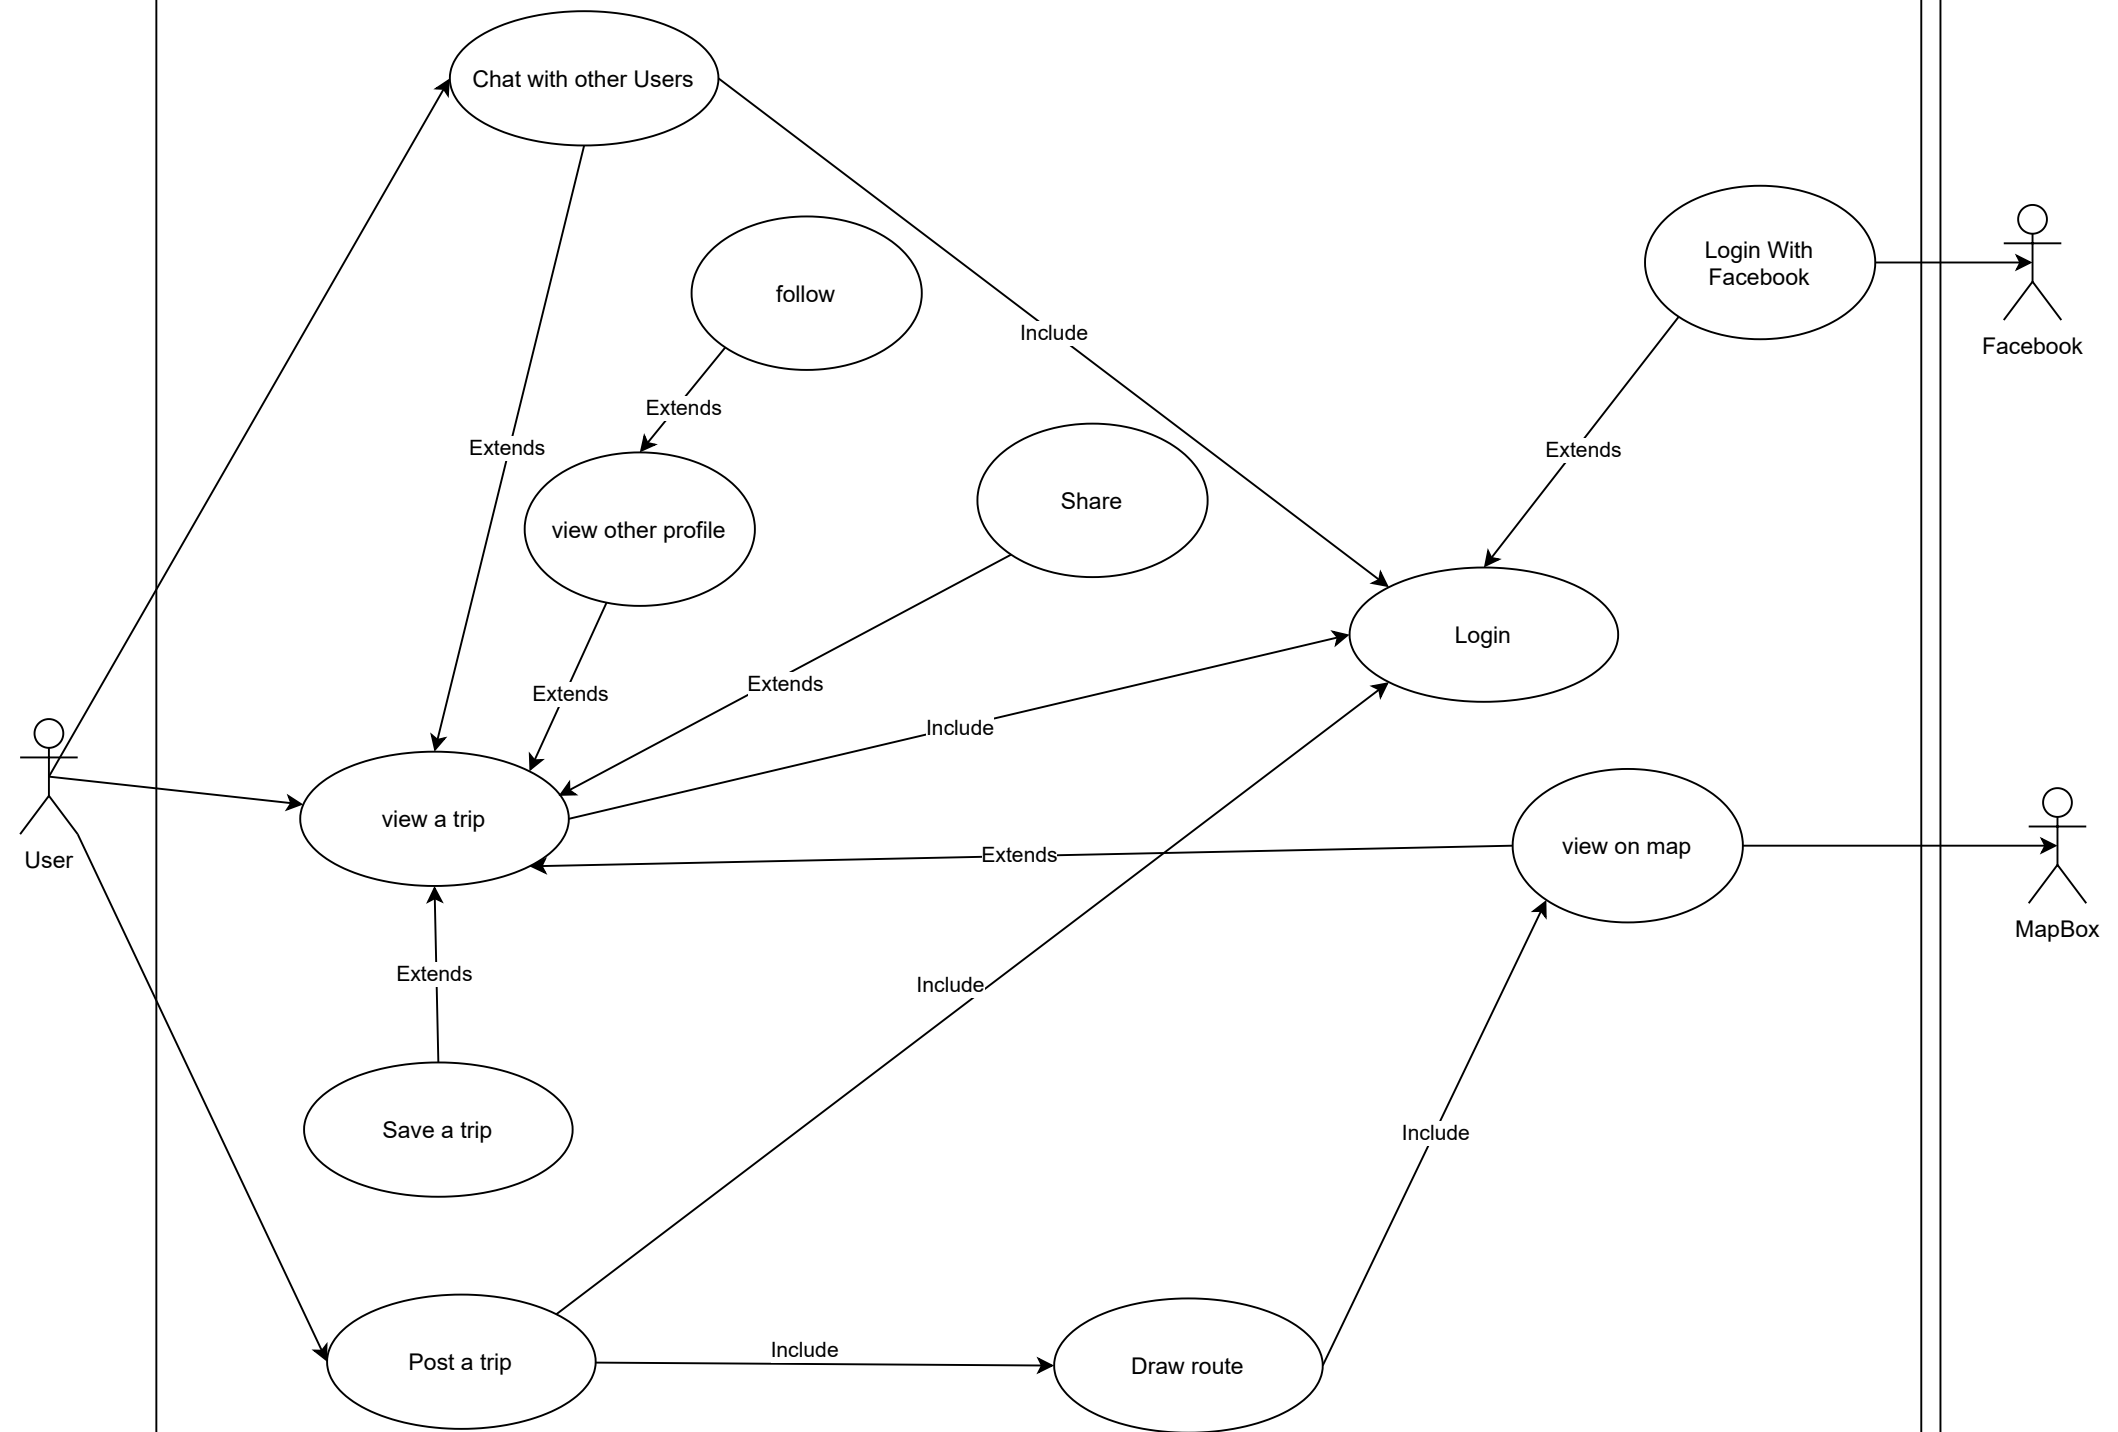 Chat with other Users
Login With
Facebook
follow
Include
Facebook
Extends
Extends
Extends
Share
view other profile
Login
Extends
Extends
Include
view a trip
view on map
Extends
User
MapBox
Extends
Include
Save a trip
Include
Include
Post a trip
Draw route